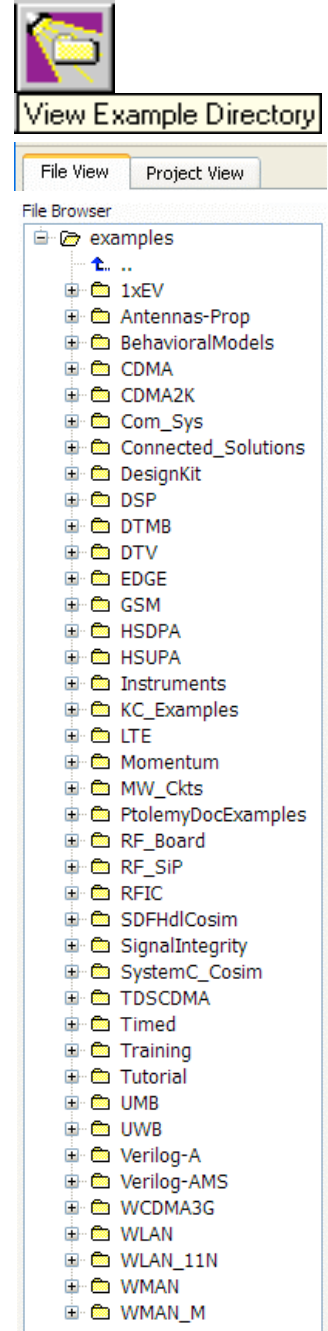 View Example Directory
File View Project View
File Browser
examples
..
1xEV
Antennas-Prop
BehavioralModels
CDMA
CDMA2K
Com_Sys
Connected_Solutions
DesignKit
DSP
DTMB
DTV
EDGE
GSM
HSDPA
HSUPA
Instruments
KC_Examples
LTE
Momentum
MW_Ckts
PtolemyDocExamples
RF_Board
RF_SiP
RFIC
SDFHdlCosim
SignalIntegrity
SystemC_Cosim
TDSCDMA
Timed
Training
Tutorial
UMB
UWB
Verilog-A
Verilog-AMS
WCDMA3G
WLAN
WLAN_11N
WMAN
WMAN_M